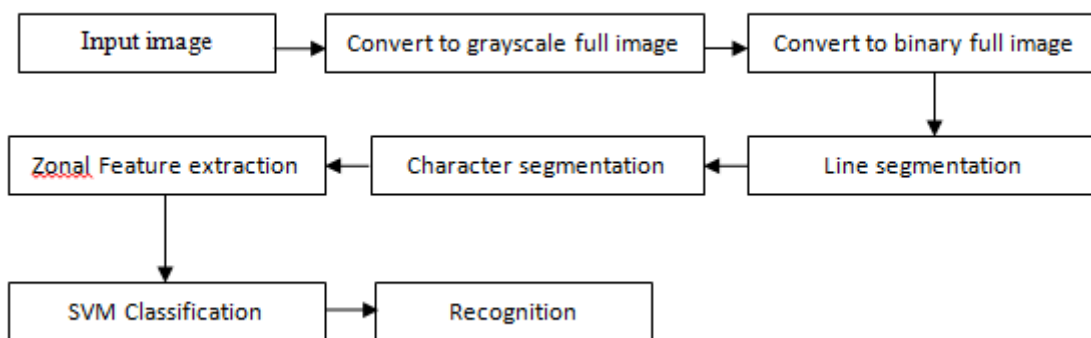 Input image
Convert to grayscale full image
Convert to binary full image
Line segmentation
Character segmentation
Zonal Feature extraction
SVM Classification
Recognition